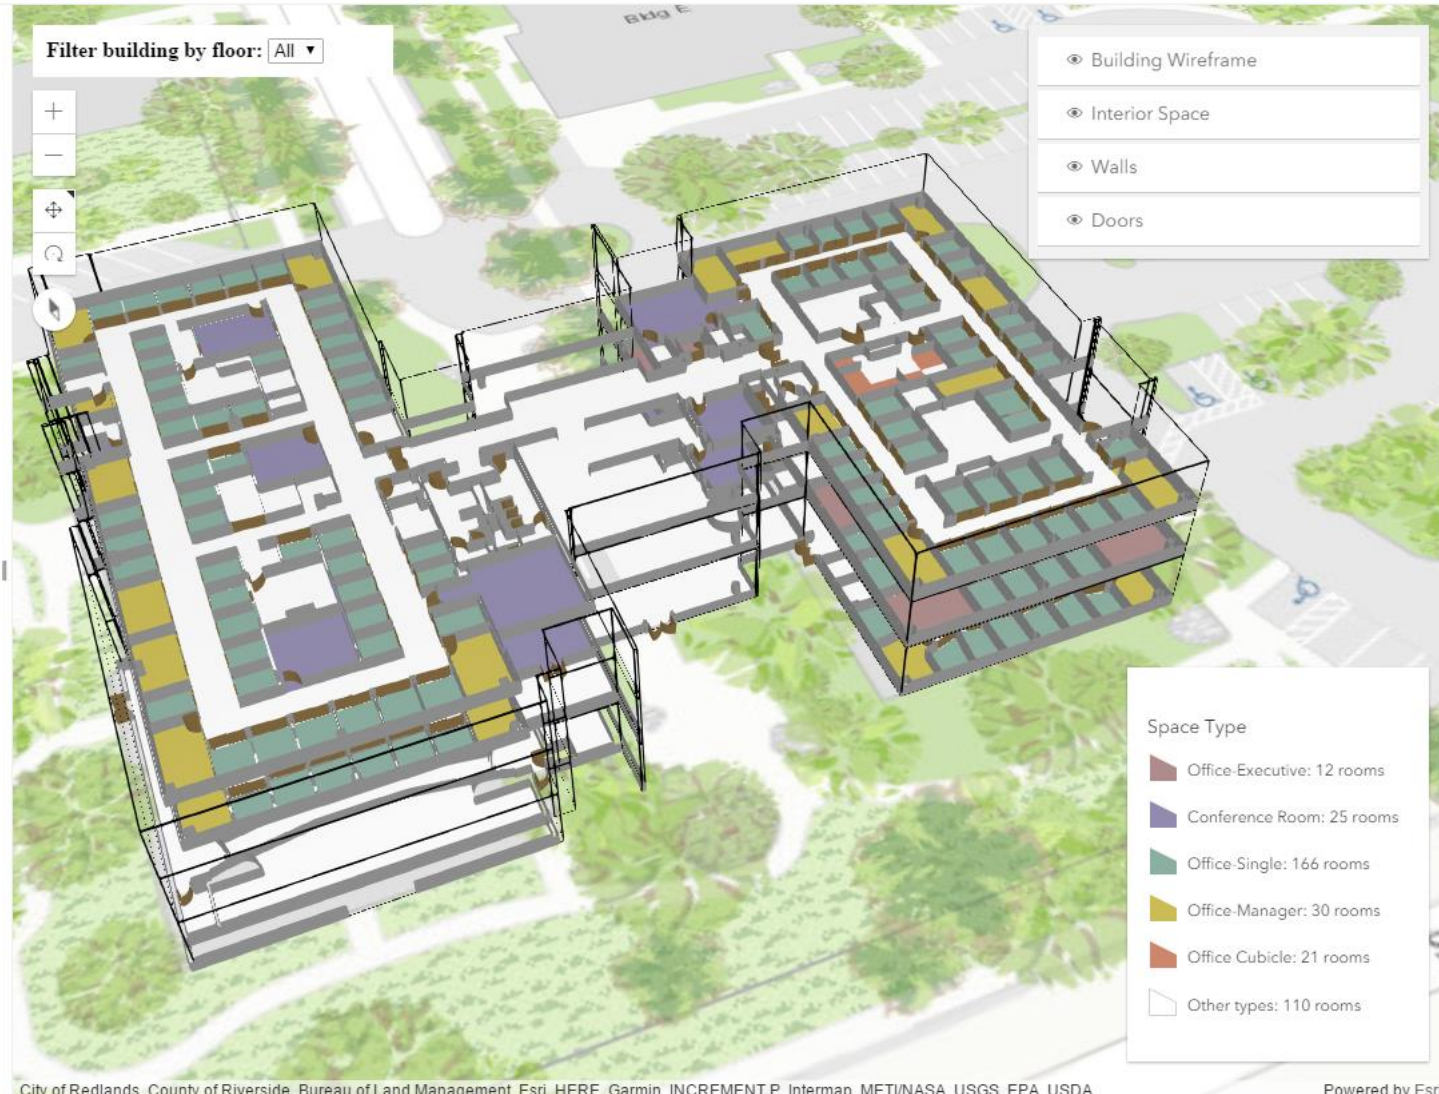 Bldg E
Filter building by floor: All
Building Wireframe
Interior Space
Walls
Doors
Space Type
Office-Executive: 12 rooms
Conference Room: 25 rooms
Office-Single: 166 rooms
Office-Manager: 30 rooms
Office Cubicle: 21 rooms
Other types: 110 rooms
City of Redlands, County of Riverside, Bureau of Land Management, Esri, HERE, Garmin, INCREMENT P, Intermap, METI/NASA, USGS, EPA, USDA
Powered by Esr